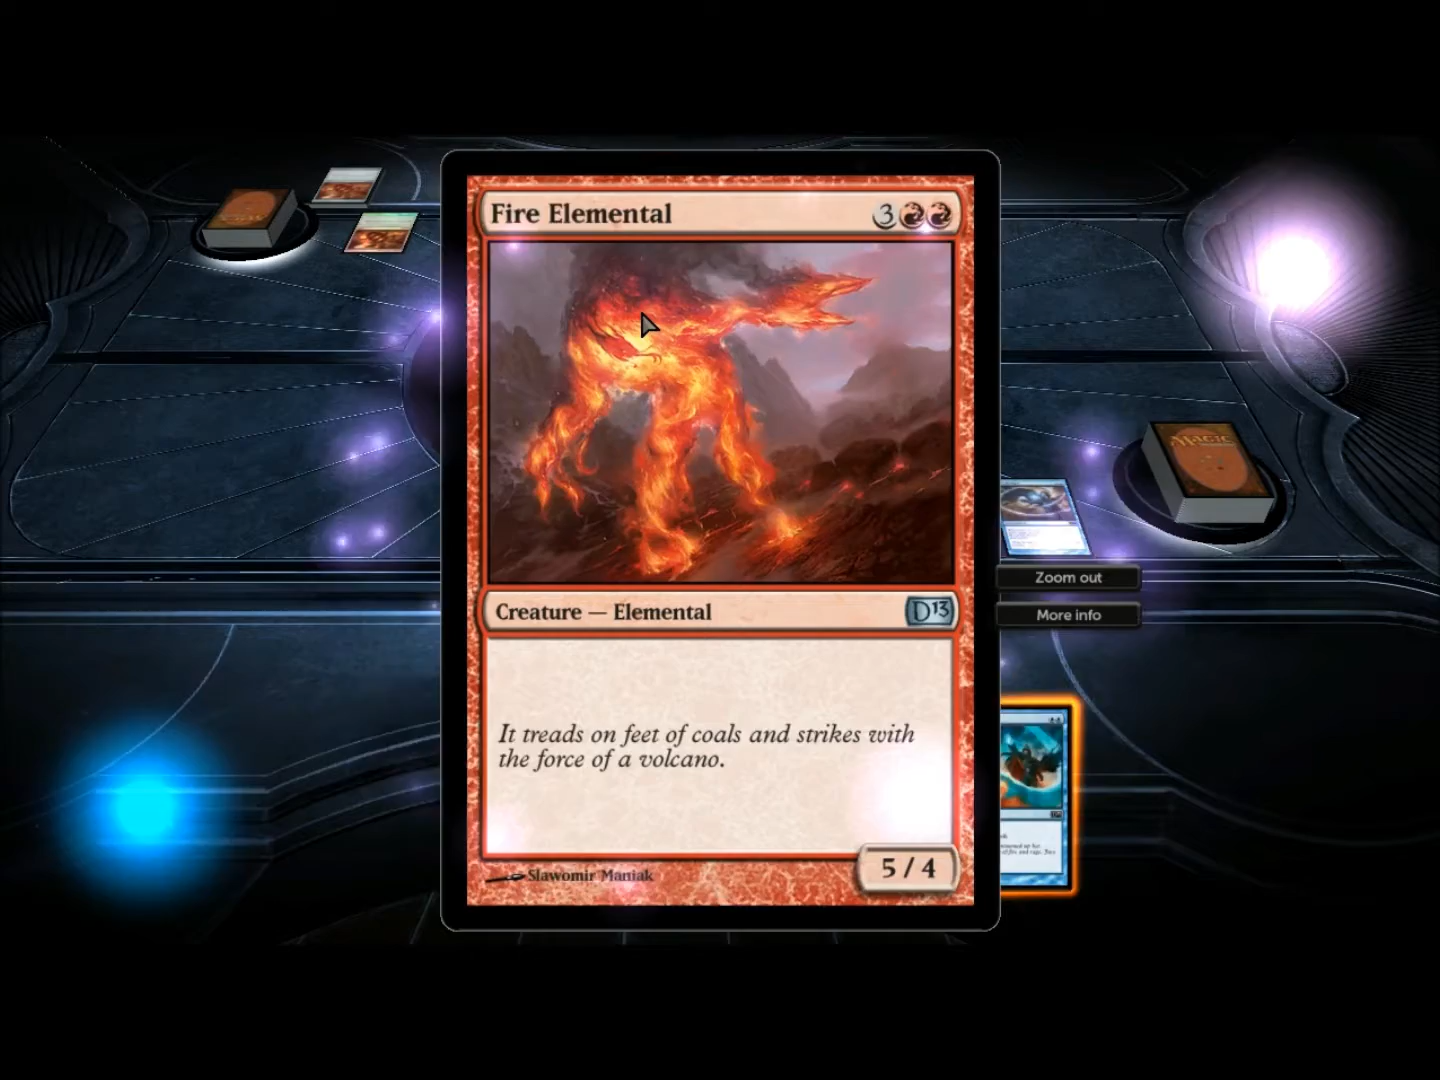 Fire Elemental
3
Creature — Elemental
D13
It treads on feet of coals and strikes with
the force of a volcano.
Slawomir Maniak
5 / 4
MAGIC
Zoom out
More info